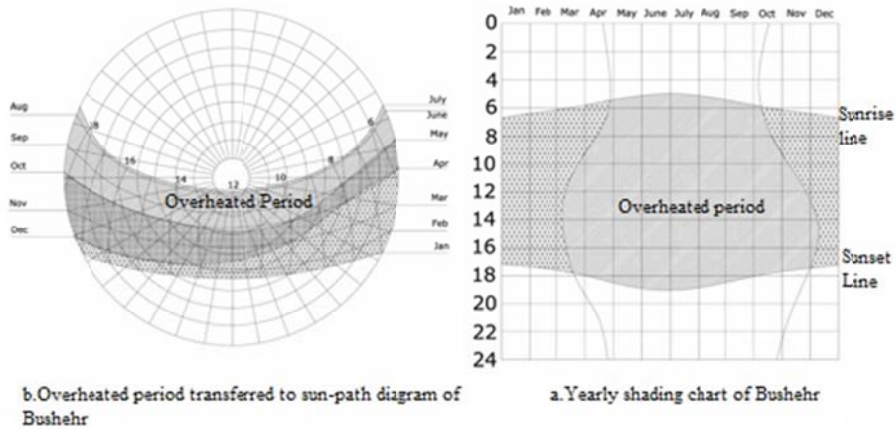 Aug
Sep
Oct
Nov
Dec
July
June
May
Apr
Mar
Feb
Jan
18
16
14
12
10
8
6
Overheated Period
b.Overheated period transferred to sun-path diagram of
Bushehr
Jan Feb Mar Apr May June July Aug Sep Oct Nov Dec
0
2
4
6
8
10
12
14
16
18
20
22
24
Overheated period
Sunrise
line
Sunset
Line
a.Yearly shading chart of Bushehr